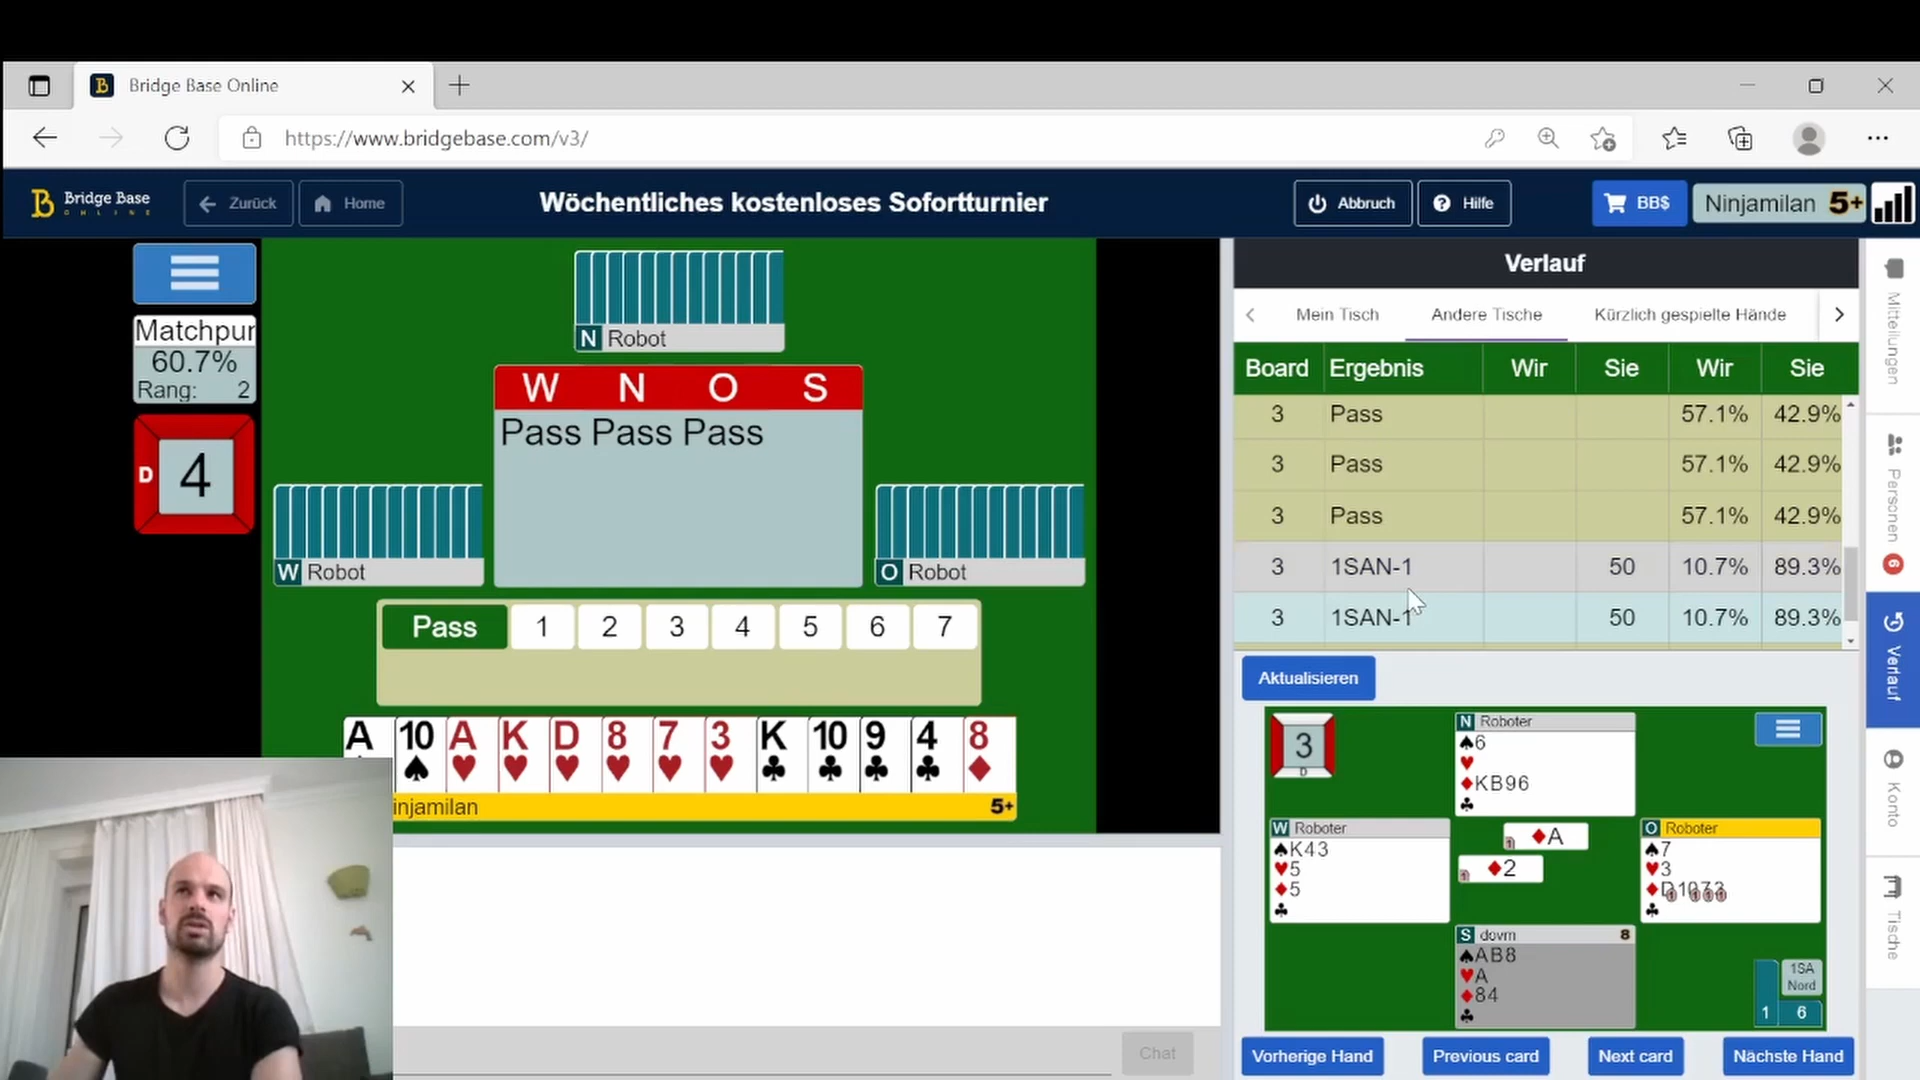 Bridge Base Online
https://www.bridgebase.com/v3/
Bridge Base
ONLINE
Zurück
Home
Wöchentliches kostenloses Sofortturnier
Abbruch
Hilfe
BB$
Ninjamilan 5+
Matchpur
60.7%
Rang: 2
D 4
N Robot
W N O S
Pass Pass Pass
W Robot
O Robot
Pass 1 2 3 4 5 6 7
A 10 A K D 8 7 3 K 10 9 4 8
injamilan 5+
Chat
Verlauf
Mein Tisch Andere Tische Kürzlich gespielte Hände
Board Ergebnis Wir Sie Wir Sie
3 Pass 57.1% 42.9%
3 Pass 57.1% 42.9%
3 Pass 57.1% 42.9%
3 1SAN-1 50 10.7% 89.3%
3 1SAN-1 50 10.7% 89.3%
Aktualisieren
3
D
N Roboter
♠6
♥
♦KB96
♣
W Roboter
♠K43
♥5
♦5
♣
1 ♦A
1 ♦2
O Roboter
♠7
♥3
♦D1073
♣
S dovm 8
♠AB8
♥A
♦84
♣
1SA
Nord
1 6
Vorherige Hand
Previous card
Next card
Nächste Hand
Mitteilungen
Personen
6
Verlauf
Konto
Tische